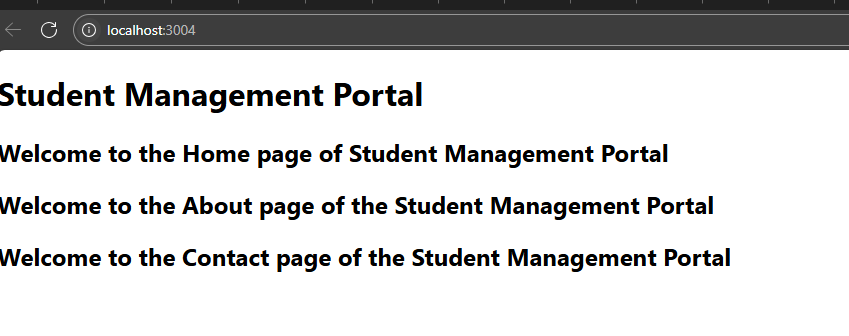 localhost:3004
Student Management Portal
Welcome to the Home page of Student Management Portal
Welcome to the About page of the Student Management Portal
Welcome to the Contact page of the Student Management Portal